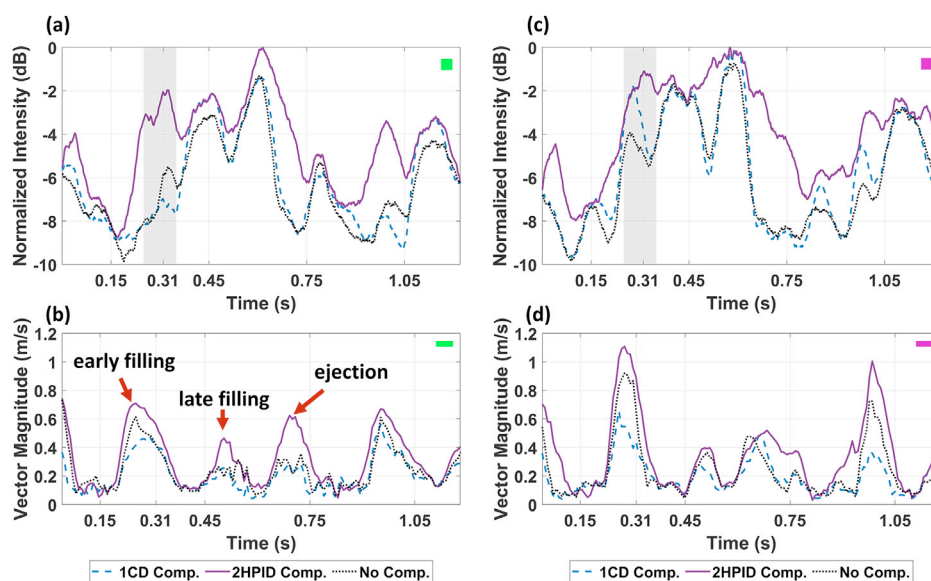 (a)
Normalized Intensity (dB)
0
-2
-4
-6
-8
-10
0.15 0.31 0.45 0.75 1.05
Time (s)
(c)
Normalized Intensity (dB)
0
-2
-4
-6
-8
-10
0.15 0.31 0.45 0.75 1.05
Time (s)
(b)
Vector Magnitude (m/s)
1.2
1
0.8
0.6
0.4
0.2
0
early filling
late filling
ejection
0.15 0.31 0.45 0.75 1.05
Time (s)
(d)
Vector Magnitude (m/s)
1.2
1
0.8
0.6
0.4
0.2
0
0.15 0.31 0.45 0.75 1.05
Time (s)
1CD Comp. 2HPID Comp. No Comp.
1CD Comp. 2HPID Comp. No Comp.